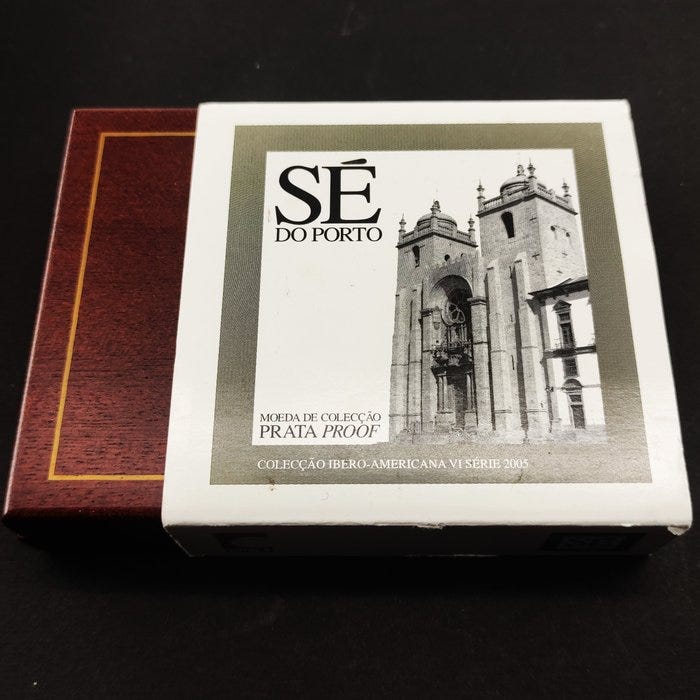 SÉ
DO PORTO
MOEDA DE COLECÇÃO
PRATA PROOF
COLECÇÃO IBERO-AMERICANA VI SÉRIE 2005